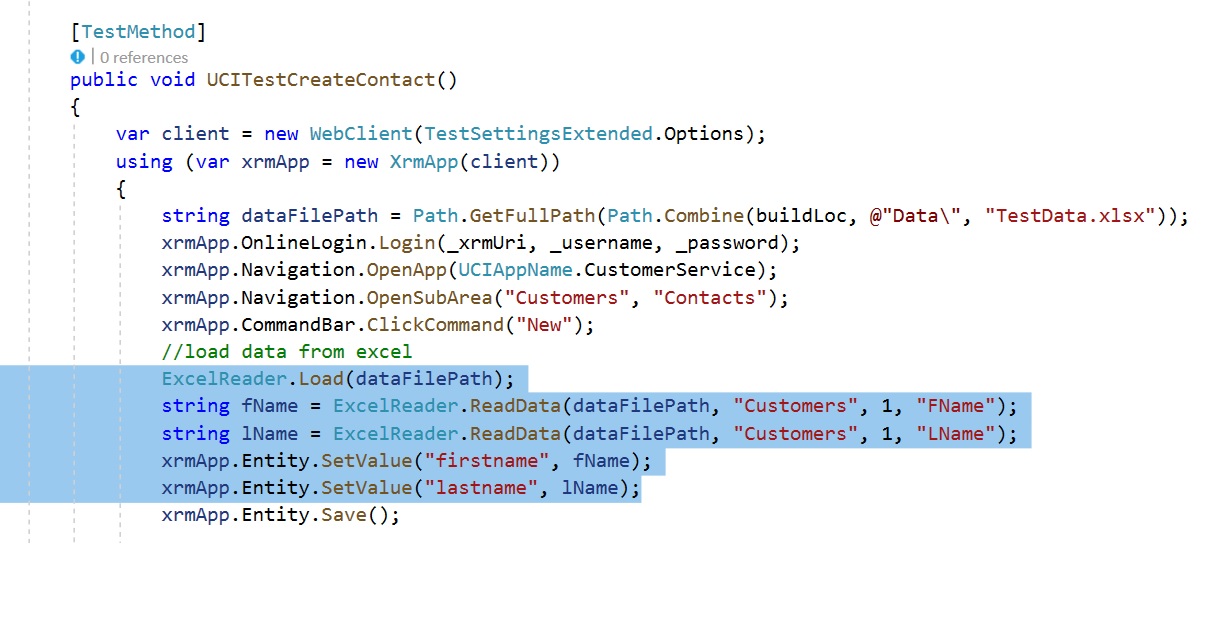 [TestMethod]
0 references
public void UCITestCreateContact()
{
var client = new WebClient(TestSettingsExtended.Options);
using (var xrmApp = new XrmApp(client))
{
string dataFilePath = Path.GetFullPath(Path.Combine(buildLoc, @"Data\", "TestData.xlsx"));
xrmApp.OnlineLogin.Login(_xrmUri, _username, _password);
xrmApp.Navigation.OpenApp(UCIAppName.CustomerService);
xrmApp.Navigation.OpenSubArea("Customers", "Contacts");
xrmApp.CommandBar.ClickCommand("New");
//load data from excel
ExcelReader.Load(dataFilePath);
string fName = ExcelReader.ReadData(dataFilePath, "Customers", 1, "FName");
string lName = ExcelReader.ReadData(dataFilePath, "Customers", 1, "LName");
xrmApp.Entity.SetValue("firstname", fName);
xrmApp.Entity.SetValue("lastname", lName);
xrmApp.Entity.Save();